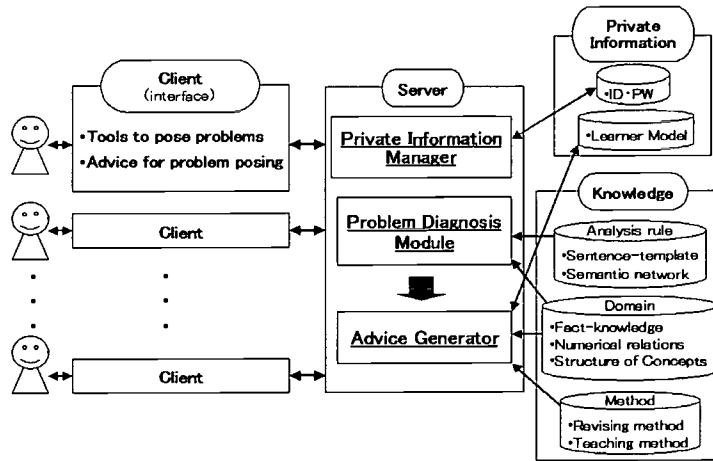 Client
(interface)
•Tools to pose problems
•Advice for problem posing
Client
Client
Server
Private Information
Manager
Problem Diagnosis
Module
Advice Generator
Private
Information
•ID・PW
•Learner Model
Knowledge
Analysis rule
•Sentence-template
•Semantic network
Domain
•Fact-knowledge
•Numerical relations
•Structure of Concepts
Method
•Revising method
•Teaching method